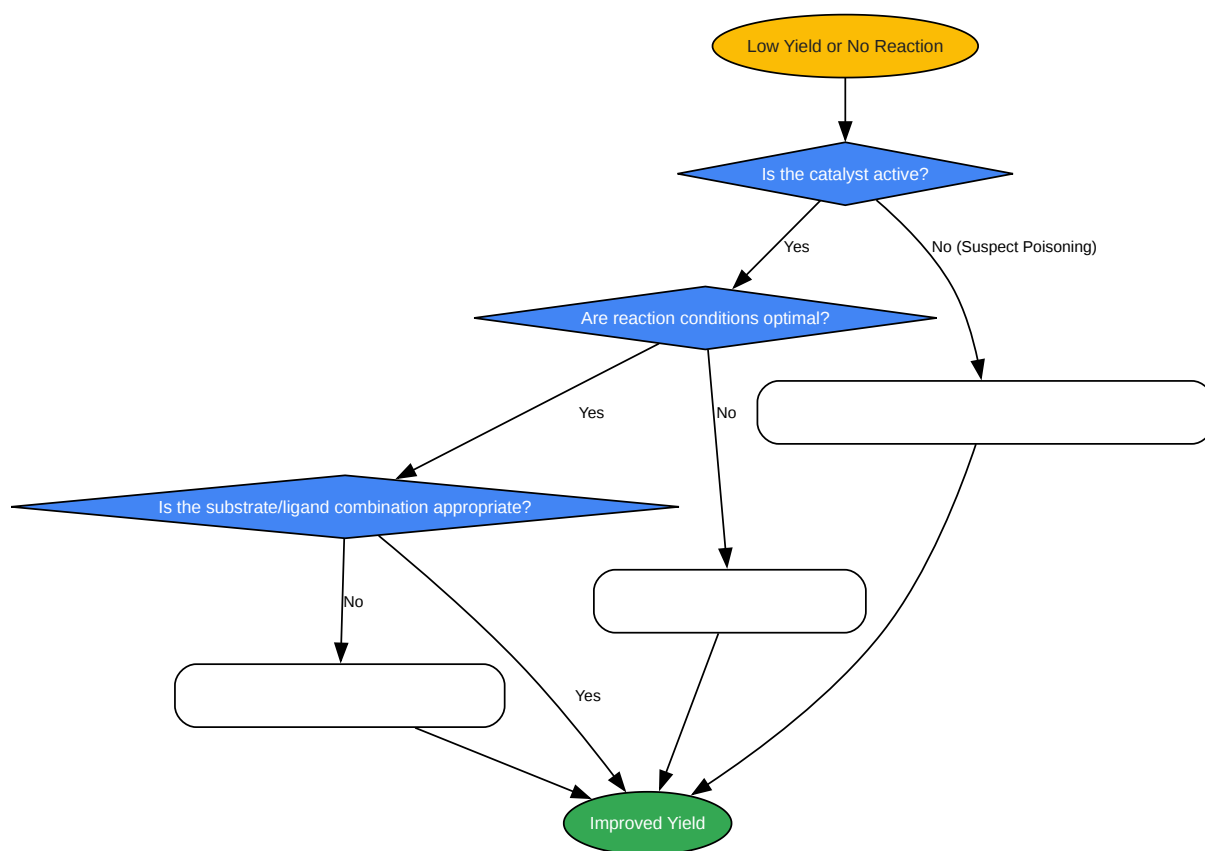 Low Yield or No Reaction
Is the catalyst active?
Yes
No (Suspect Poisoning)
Are reaction conditions optimal?
Yes
No
Is the substrate/ligand combination appropriate?
No
Yes
Improved Yield